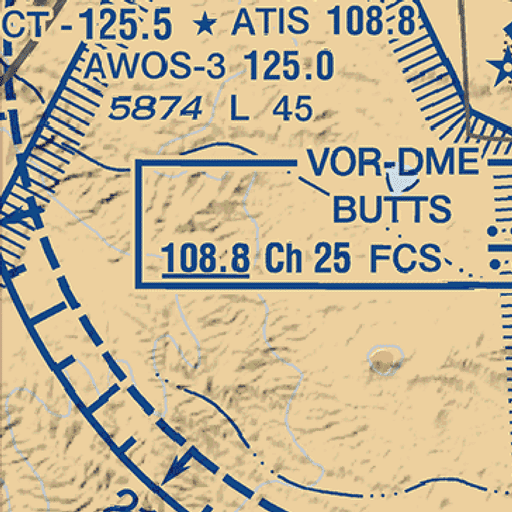 CT - 125.5 ★ ATIS 108.8
AWOS-3 125.0
5874 L 45
VOR-DME
BUTTS
108.8 Ch 25 FCS